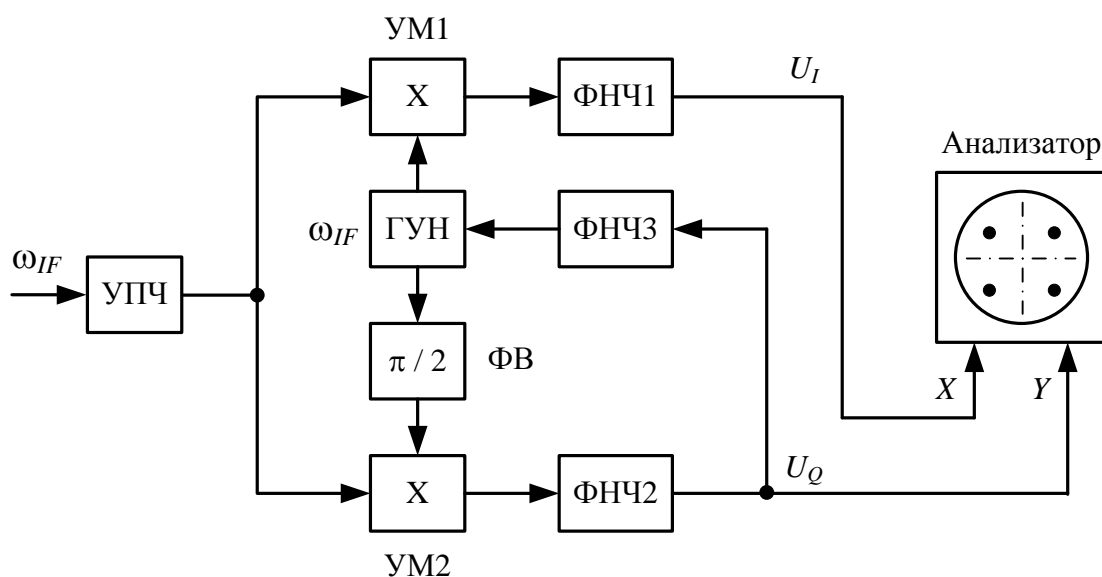 УМ1
X
ФНЧ1
U_I
Анализатор
ω_IF
ГУН
ФНЧ3
ω_IF
УПЧ
π / 2
ФВ
X
Y
X
ФНЧ2
U_Q
УМ2